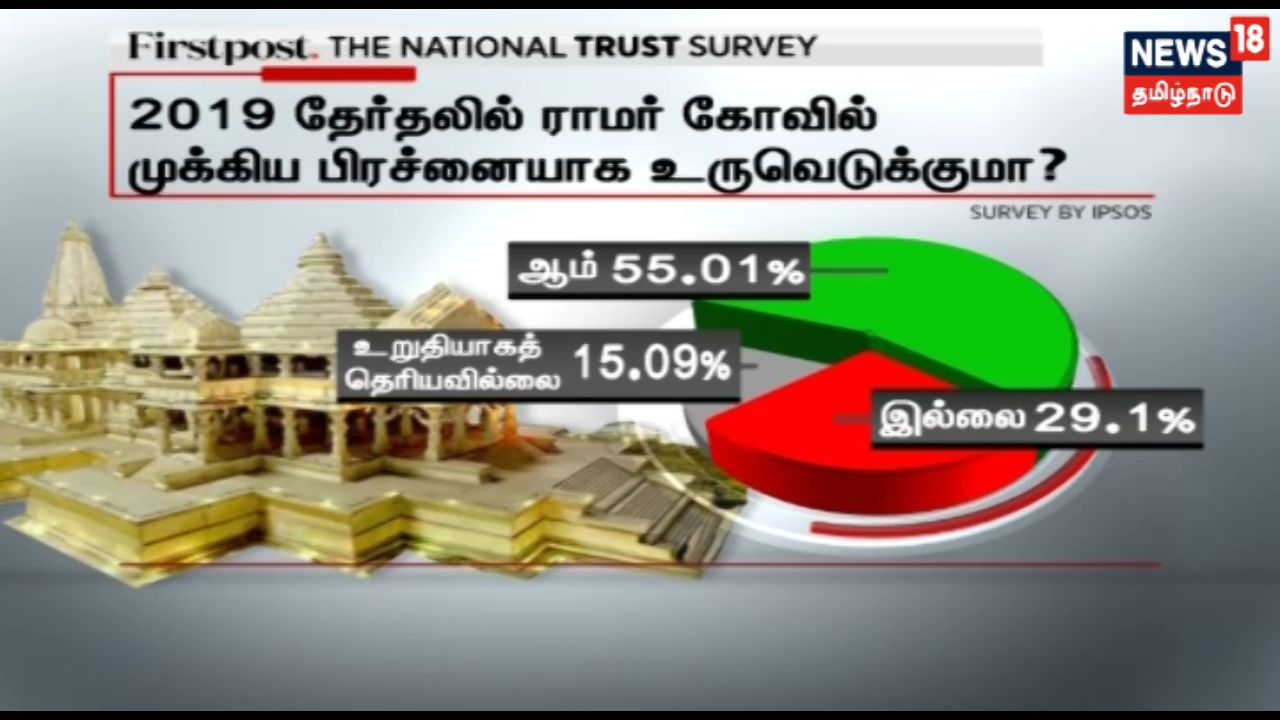 Firstpost. THE NATIONAL TRUST SURVEY
NEWS 18
தமிழ்நாடு
2019 தேர்தலில் ராமர் கோவில்
முக்கிய பிரச்னையாக உருவெடுக்குமா?
SURVEY BY IPSOS
ஆம் 55.01%
உறுதியாகத்
தெரியவில்லை 15.09%
இல்லை 29.1%